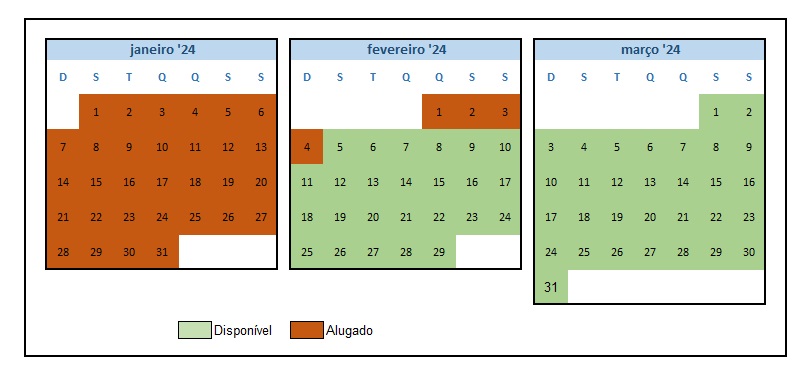 janeiro '24 fevereiro '24 março '24
D S T Q Q S S D S T Q Q S S D S T Q Q S S
1 2 3 4 5 6 1 2 3 1 2
7 8 9 10 11 12 13 4 5 6 7 8 9 10 3 4 5 6 7 8 9
14 15 16 17 18 19 20 11 12 13 14 15 16 17 10 11 12 13 14 15 16
21 22 23 24 25 26 27 18 19 20 21 22 23 24 17 18 19 20 21 22 23
28 29 30 31 25 26 27 28 29 24 25 26 27 28 29 30
31
Disponível Alugado